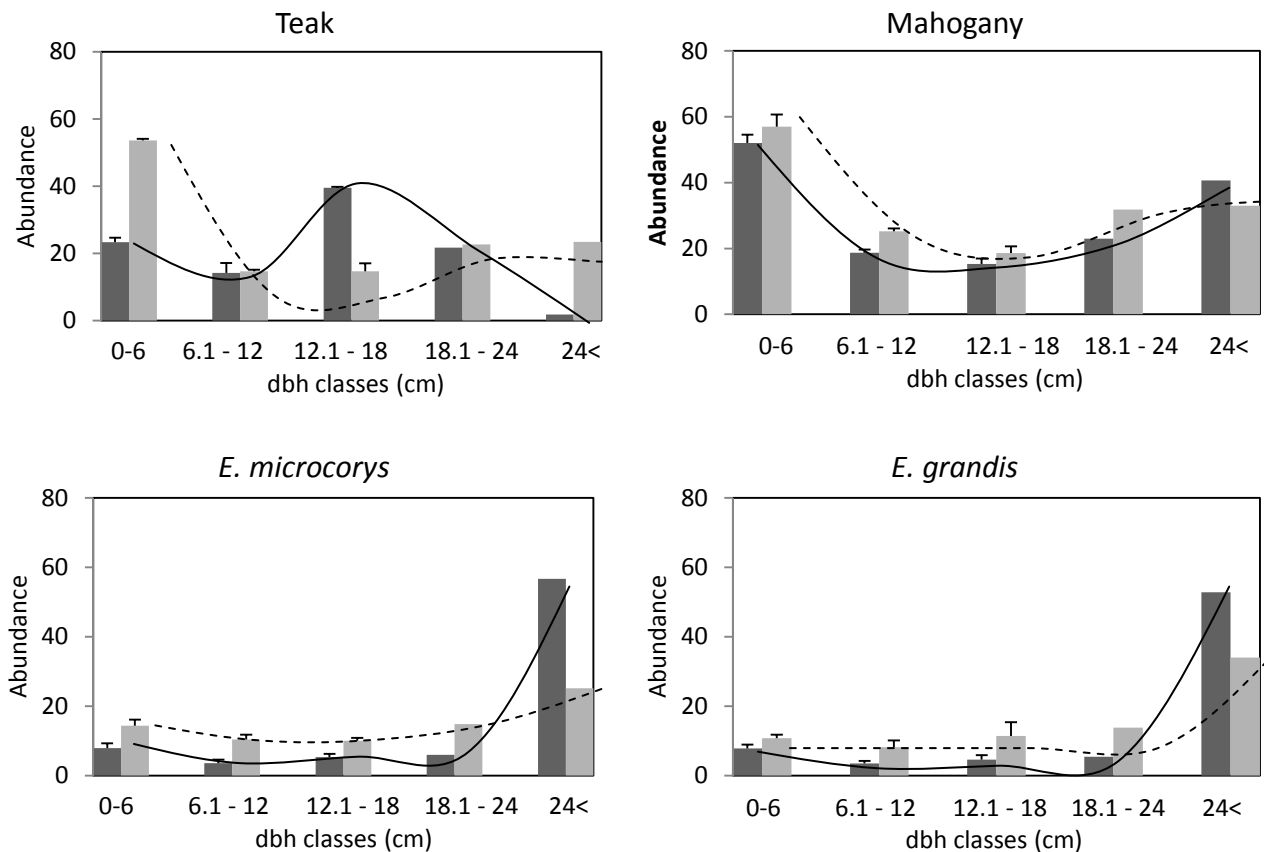 Teak
80
60
40
20
0
Abundance
0-6 6.1 - 12 12.1 - 18 18.1 - 24 24<
dbh classes (cm)
Mahogany
80
60
40
20
0
Abundance
0-6 6.1 - 12 12.1 - 18 18.1 - 24 24<
dbh classes (cm)
E. microcorys
80
60
40
20
0
Abundance
0-6 6.1 - 12 12.1 - 18 18.1 - 24 24<
dbh classes (cm)
E. grandis
80
60
40
20
0
Abundance
0-6 6.1 - 12 12.1 - 18 18.1 - 24 24<
dbh classes (cm)